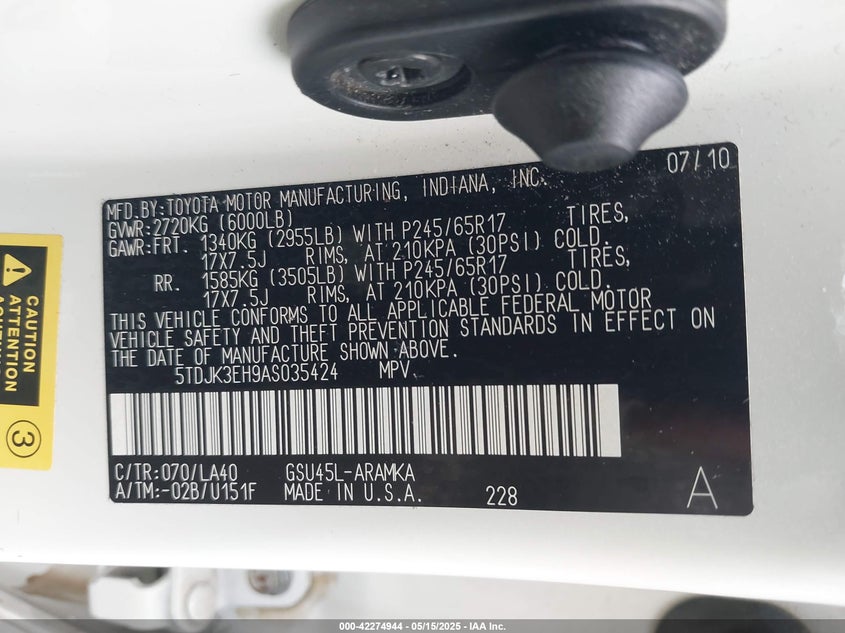 07/10
MFD.BY:TOYOTA MOTOR MANUFACTURING, INDIANA, INC.
GVWR:2720KG (6000LB)
GAWR:FRT. 1340KG (2955LB) WITH P245/65R17 TIRES,
17X7.5J RIMS, AT 210KPA (30PSI) COLD.
RR. 1585KG (3505LB) WITH P245/65R17 TIRES,
17X7.5J RIMS, AT 210KPA (30PSI) COLD.
THIS VEHICLE CONFORMS TO ALL APPLICABLE FEDERAL MOTOR
VEHICLE SAFETY AND THEFT PREVENTION STANDARDS IN EFFECT ON
THE DATE OF MANUFACTURE SHOWN ABOVE.
5TDJK3EH9AS035424 MPV
C/TR:070/LA40 GSU45L-ARAMKA
A/TM:-02B/U151F MADE IN U.S.A. 228 A
CAUTION
ATTENTION
3
000-42274944 - 05/15/2025 - IAA Inc.